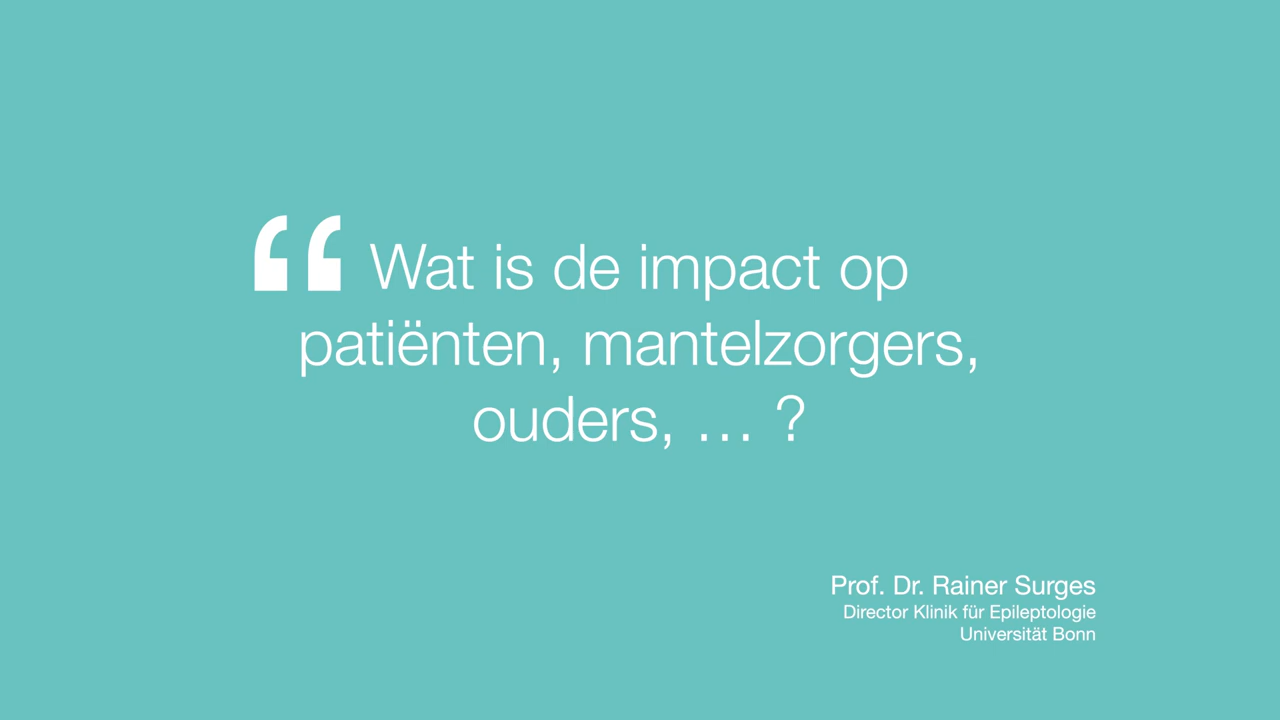 “ Wat is de impact op
patiënten, mantelzorgers,
ouders, … ?
Prof. Dr. Rainer Surges
Director Klinik für Epileptologie
Universität Bonn